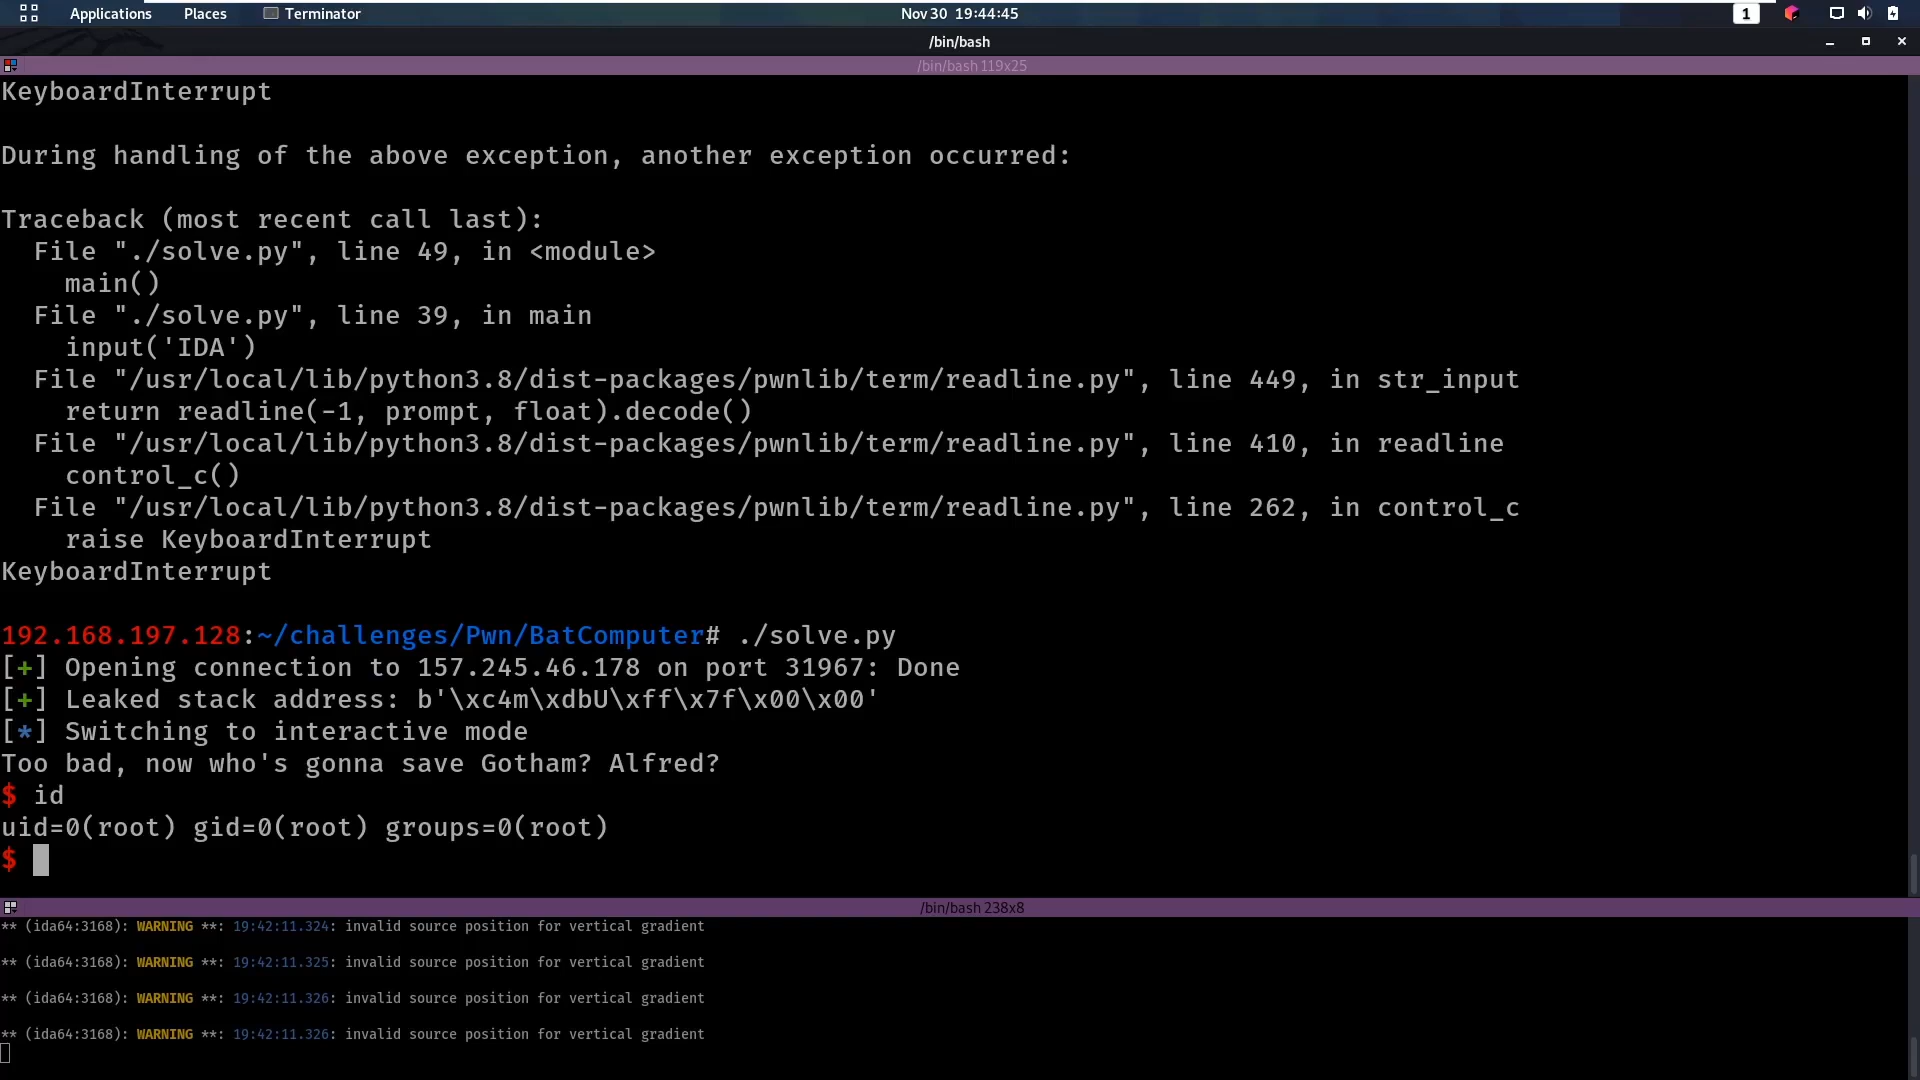 Applications Places Terminator Nov 30 19:44:45 1
/bin/bash
/bin/bash 119x25
KeyboardInterrupt
During handling of the above exception, another exception occurred:
Traceback (most recent call last):
File "./solve.py", line 49, in <module>
main()
File "./solve.py", line 39, in main
input('IDA')
File "/usr/local/lib/python3.8/dist-packages/pwnlib/term/readline.py", line 449, in str_input
return readline(-1, prompt, float).decode()
File "/usr/local/lib/python3.8/dist-packages/pwnlib/term/readline.py", line 410, in readline
control_c()
File "/usr/local/lib/python3.8/dist-packages/pwnlib/term/readline.py", line 262, in control_c
raise KeyboardInterrupt
KeyboardInterrupt
192.168.197.128:~/challenges/Pwn/BatComputer# ./solve.py
[+] Opening connection to 157.245.46.178 on port 31967: Done
[+] Leaked stack address: b'\xc4m\xdbU\xff\x7f\x00\x00'
[*] Switching to interactive mode
Too bad, now who's gonna save Gotham? Alfred?
$ id
uid=0(root) gid=0(root) groups=0(root)
$
/bin/bash 238x8
** (ida64:3168): WARNING **: 19:42:11.324: invalid source position for vertical gradient
** (ida64:3168): WARNING **: 19:42:11.325: invalid source position for vertical gradient
** (ida64:3168): WARNING **: 19:42:11.326: invalid source position for vertical gradient
** (ida64:3168): WARNING **: 19:42:11.326: invalid source position for vertical gradient